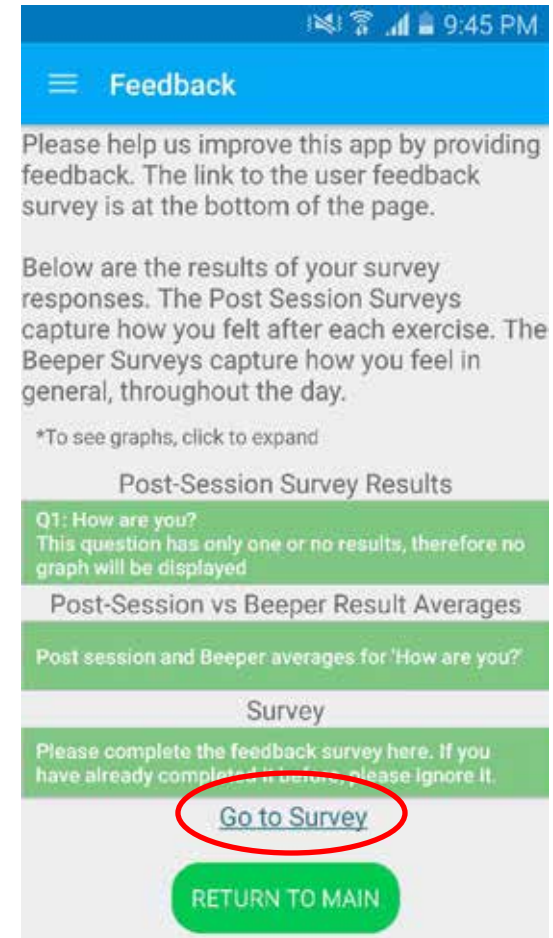 9:45 PM
Feedback
Please help us improve this app by providing
feedback. The link to the user feedback
survey is at the bottom of the page.
Below are the results of your survey
responses. The Post Session Surveys
capture how you felt after each exercise. The
Beeper Surveys capture how you feel in
general, throughout the day.
*To see graphs, click to expand
Post-Session Survey Results
Q1: How are you?
This question has only one or no results, therefore no
graph will be displayed
Post-Session vs Beeper Result Averages
Post session and Beeper averages for 'How are you?'
Survey
Please complete the feedback survey here. If you
have already completed it before, please ignore it.
Go to Survey
RETURN TO MAIN